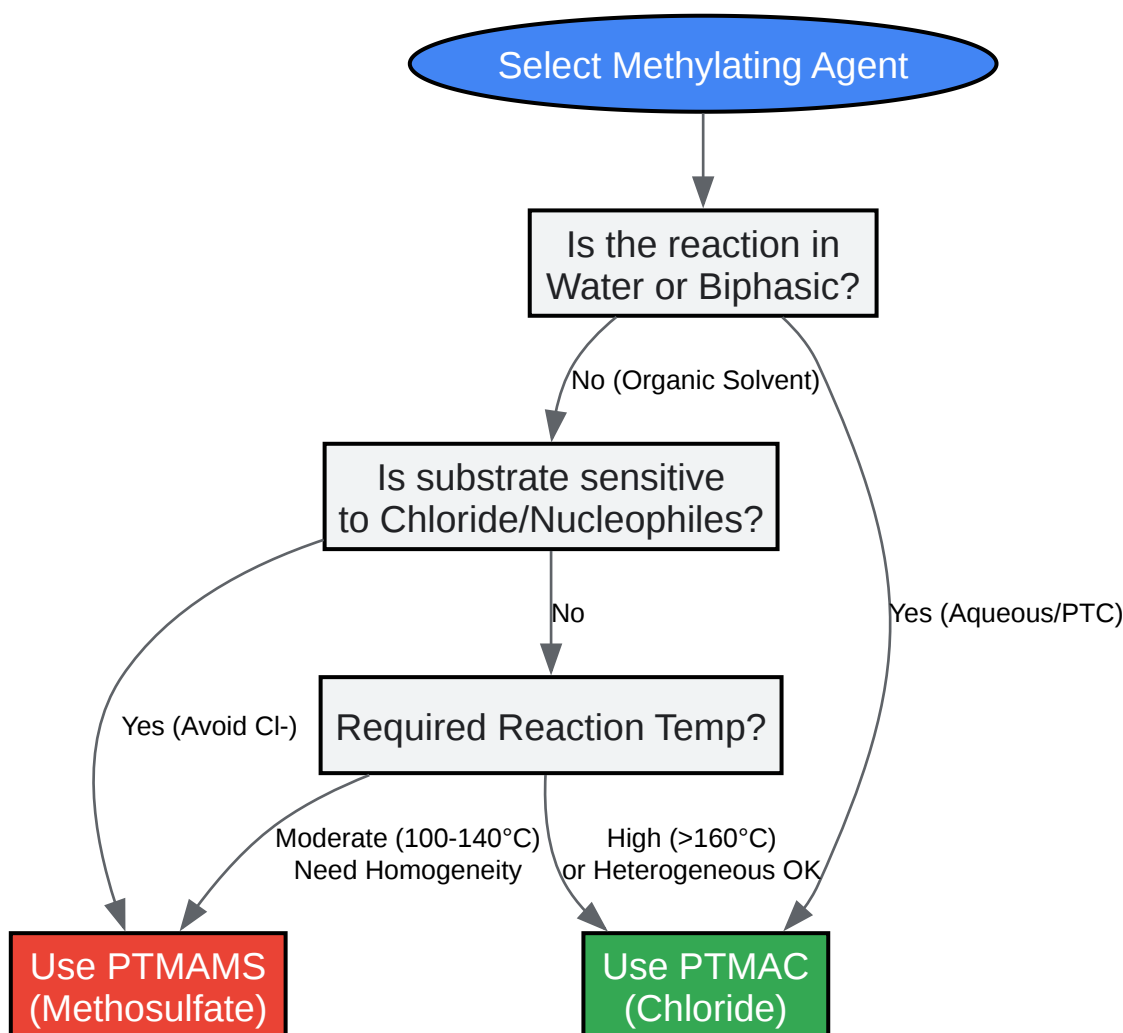 Select Methylating Agent
Is the reaction in
Water or Biphasic?
No (Organic Solvent)
Is substrate sensitive
to Chloride/Nucleophiles?
No
Yes (Aqueous/PTC)
Yes (Avoid Cl-)
Required Reaction Temp?
Moderate (100-140°C)
Need Homogeneity
High (>160°C)
or Heterogeneous OK
Use PTMAMS
(Methosulfate)
Use PTMAC
(Chloride)